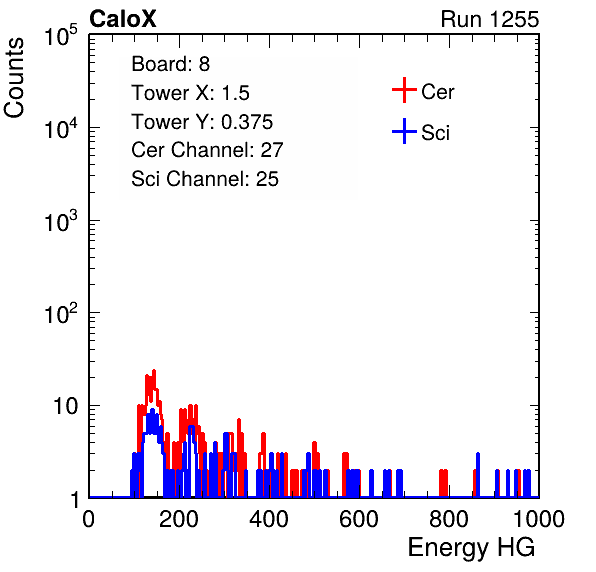 CaloX Run 1255
Counts
10^5
10^4
10^3
10^2
10
1
Board: 8
Tower X: 1.5
Tower Y: 0.375
Cer Channel: 27
Sci Channel: 25
Cer
Sci
0 200 400 600 800 1000
Energy HG